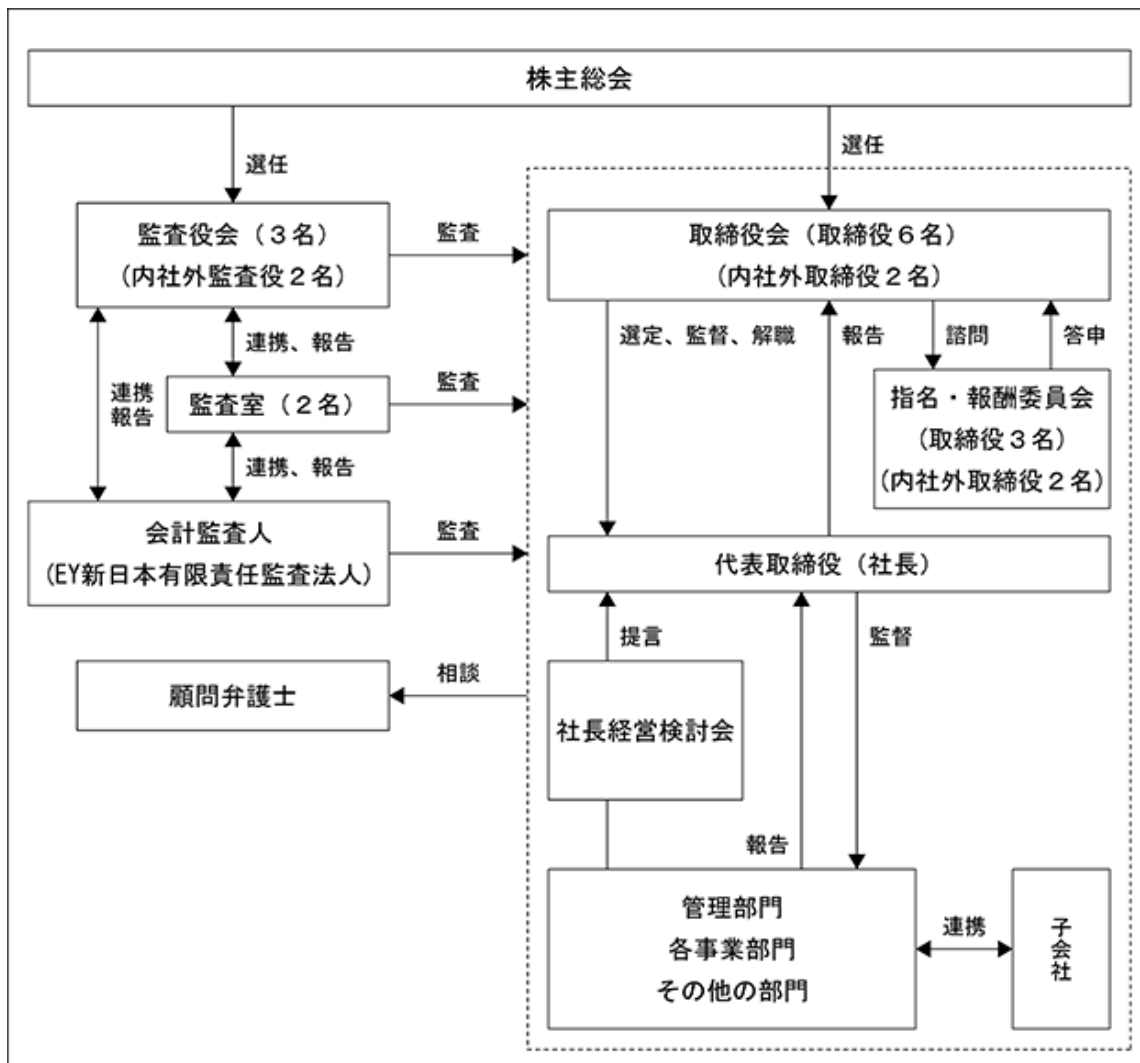 株主総会
選任
選任
監査役会（３名）
（内社外監査役２名）
監査
取締役会（取締役６名）
（内社外取締役２名）
連携、報告
選定、監督、解職
報告
諮問
答申
連携
報告
監査室（２名）
監査
指名・報酬委員会
（取締役３名）
（内社外取締役２名）
連携、報告
会計監査人
（EY新日本有限責任監査法人）
監査
代表取締役（社長）
提言
監督
顧問弁護士
相談
社長経営検討会
報告
管理部門
各事業部門
その他の部門
連携
子会社